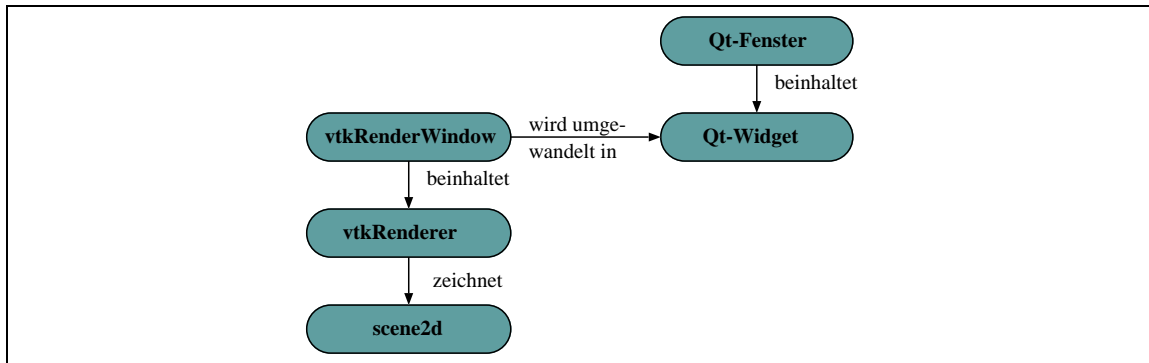 Qt-Fenster
beinhaltet
vtkRenderWindow
wird umge-
wandelt in
Qt-Widget
beinhaltet
vtkRenderer
zeichnet
scene2d